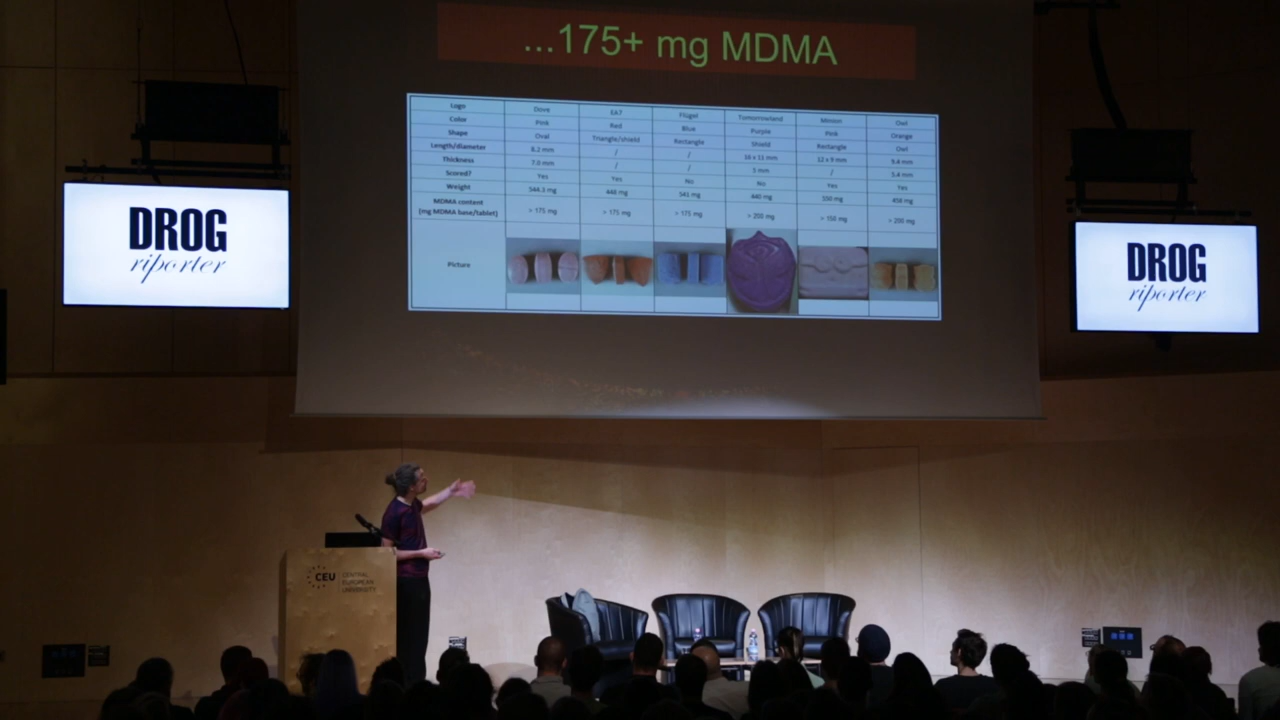 ...175+ mg MDMA
Logo Dove EA7 Flügel Tomorrowland Minion Owl
Color Pink Red Blue Purple Pink Orange
Shape Oval Triangle/shield Rectangle Shield Rectangle Owl
Length/diameter 8.2 mm / / 16 x 11 mm 12 x 9 mm 9.4 mm
Thickness 7.0 mm / / 5 mm / 5.4 mm
Scored? Yes Yes No No Yes Yes
Weight 544.3 mg 448 mg 541 mg 440 mg 550 mg 458 mg
MDMA content
(mg MDMA base/tablet) > 175 mg > 175 mg > 175 mg > 200 mg > 150 mg > 200 mg
Picture
DROG
riporter
DROG
riporter
CEU CENTRAL
EUROPEAN
UNIVERSITY